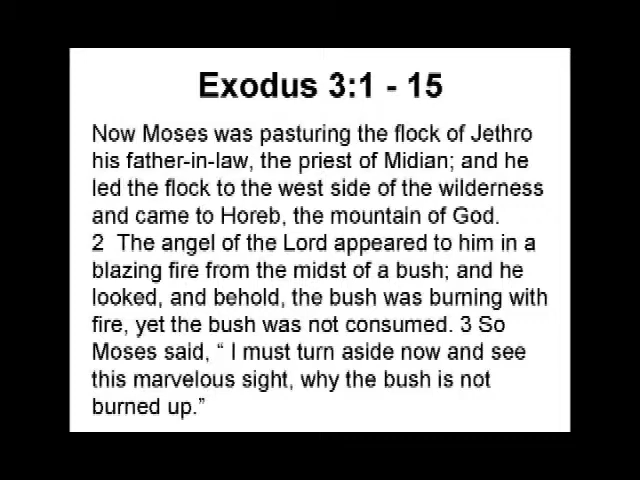 Exodus 3:1 - 15
Now Moses was pasturing the flock of Jethro
his father-in-law, the priest of Midian; and he
led the flock to the west side of the wilderness
and came to Horeb, the mountain of God.
2  The angel of the Lord appeared to him in a
blazing fire from the midst of a bush; and he
looked, and behold, the bush was burning with
fire, yet the bush was not consumed. 3 So
Moses said, “ I must turn aside now and see
this marvelous sight, why the bush is not
burned up.”